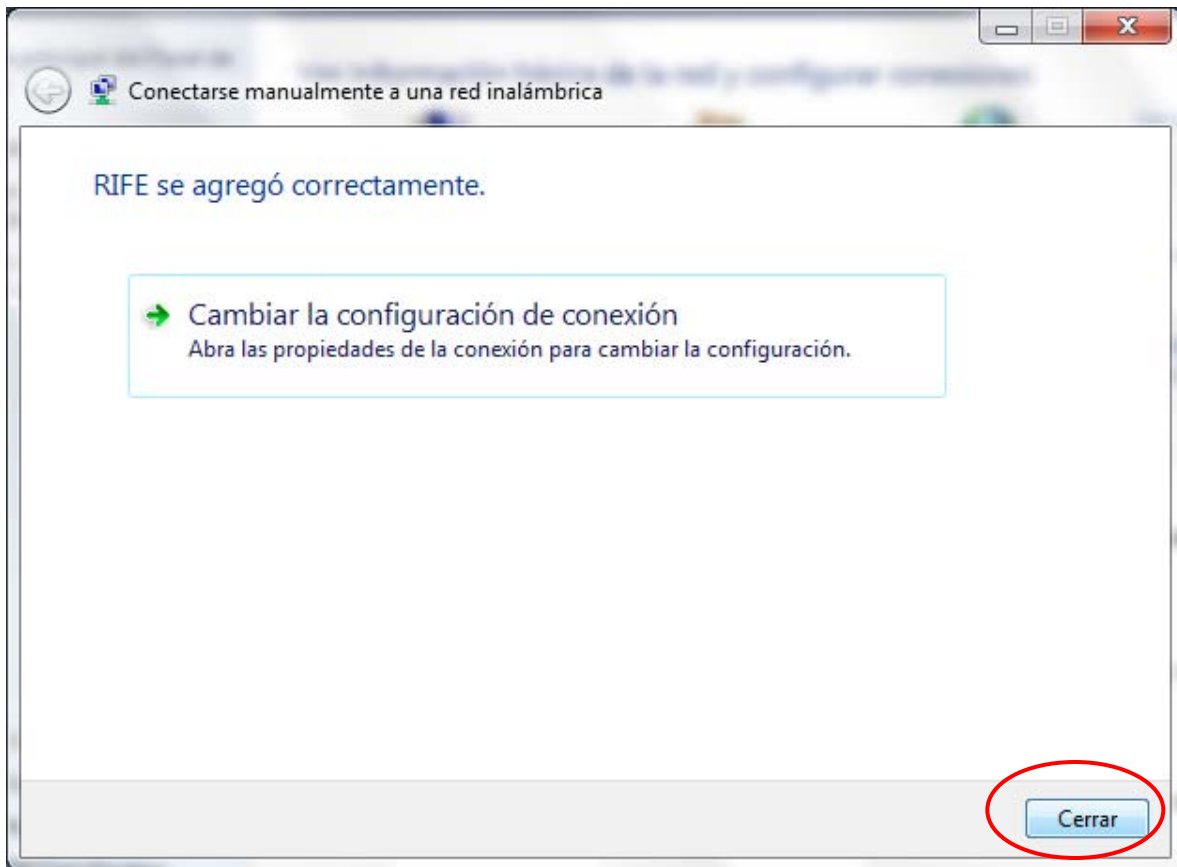 Conectarse manualmente a una red inalámbrica
RIFE se agregó correctamente.
Cambiar la configuración de conexión
Abra las propiedades de la conexión para cambiar la configuración.
Cerrar